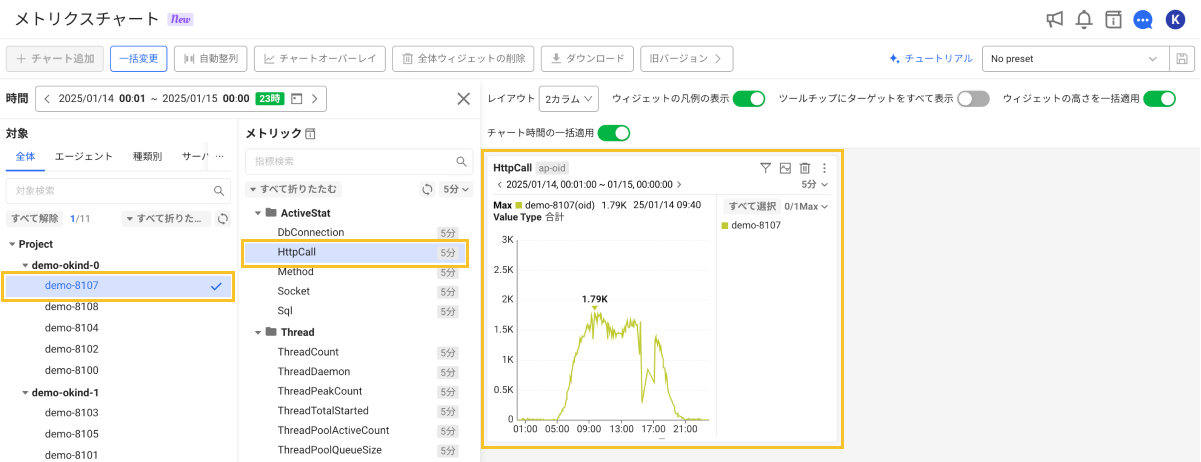 メトリクスチャート New
K
＋ チャート追加 一括変更 自動整列 チャートオーバーレイ 全体ウィジェットの削除 ダウンロード 旧バージョン チュートリアル No preset
時間 2025/01/14 00:01 ~ 2025/01/15 00:00 23時
レイアウト 2カラム ウィジェットの凡例の表示 ツールチップにターゲットをすべて表示 ウィジェットの高さを一括適用
チャート時間の一括適用
対象
全体 エージェント 種類別 サーバ ...
対象検索
すべて解除 1/11 すべて折りた...
Project
demo-okind-0
demo-8107
demo-8108
demo-8104
demo-8102
demo-8100
demo-okind-1
demo-8103
demo-8105
demo-8101
メトリック
指標検索
すべて折りたたむ 5分
ActiveStat
DbConnection 5分
HttpCall 5分
Method 5分
Socket 5分
Sql 5分
Thread
ThreadCount 5分
ThreadDaemon 5分
ThreadPeakCount 5分
ThreadTotalStarted 5分
ThreadPoolActiveCount 5分
ThreadPoolQueueSize 5分
HttpCall ap-oid
2025/01/14, 00:01:00 ~ 01/15, 00:00:00 5分
Max demo-8107(oid) 1.79K 25/01/14 09:40
Value Type 合計
すべて選択 0/1Max
demo-8107
3K
2.5K
2K
1.79K
1.5K
1K
0.5K
0
01:00 05:00 09:00 13:00 17:00 21:00